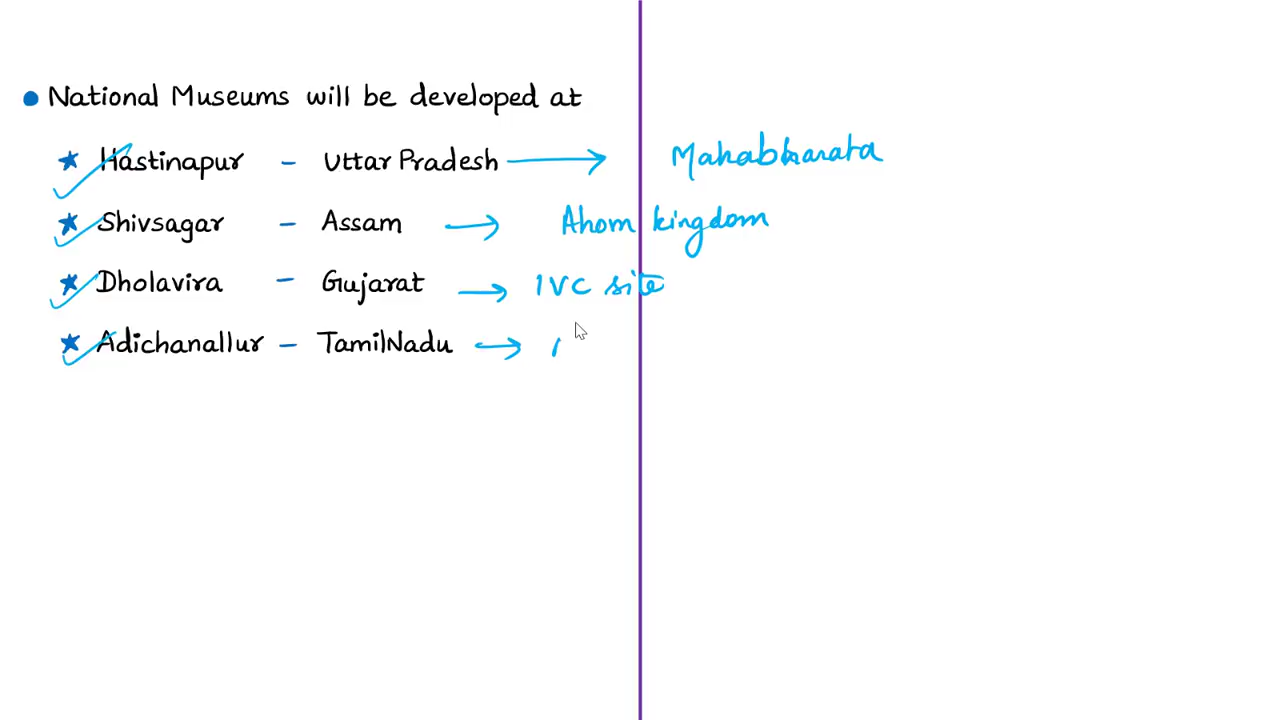 National Museums will be developed at
Hastinapur - Uttar Pradesh → Mahabharata
Shivsagar - Assam → Ahom kingdom
Dholavira - Gujarat → IVC site
Adichanallur - TamilNadu →